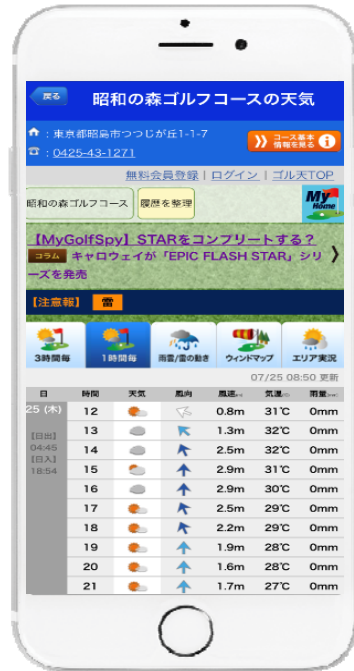 戻る
昭和の森ゴルフコースの天気
：東京都昭島市つつじが丘1-1-7
：0425-43-1271
コース基本
情報を見る
無料会員登録 | ログイン | ゴル天TOP
昭和の森ゴルフコース
履歴を整理
My
Home
【MyGolfSpy】STARをコンプリートする？
コラム キャロウェイが「EPIC FLASH STAR」シリ
ーズを発売
【注意報】 雷
3時間毎 1時間毎 雨雲/雷の動き ウィンドマップ エリア実況
07/25 08:50 更新
日 時間 天気 風向 風速 気温 雨量
25 (木) 12 0.8m 31℃ 0mm
13 1.3m 32℃ 0mm
[日出]
04:45
14 2.5m 32℃ 0mm
[日入]
18:54
15 2.9m 31℃ 0mm
16 2.9m 30℃ 0mm
17 2.5m 29℃ 0mm
18 2.2m 29℃ 0mm
19 1.9m 28℃ 0mm
20 1.6m 28℃ 0mm
21 1.7m 27℃ 0mm